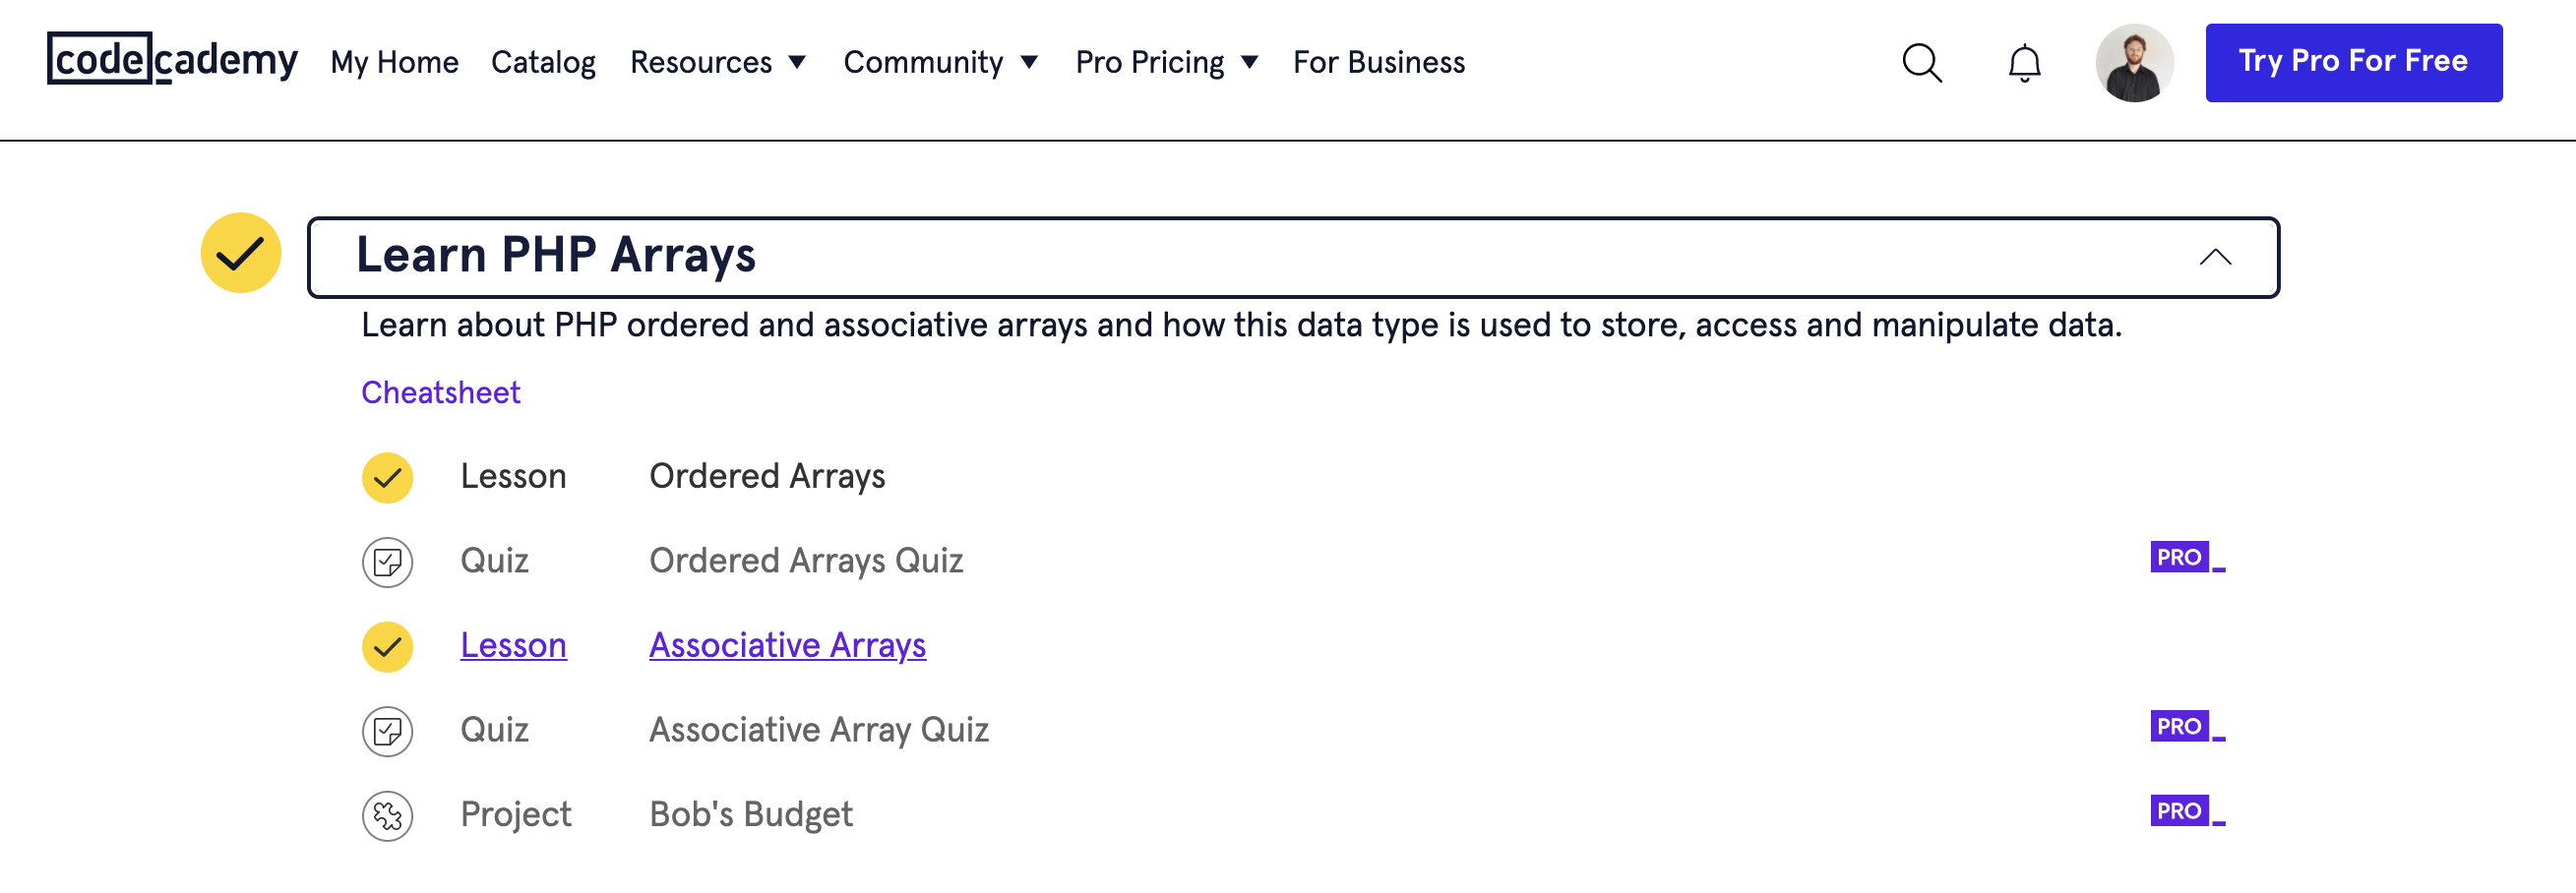 codecademy My Home Catalog Resources Community Pro Pricing For Business Try Pro For Free
Learn PHP Arrays
Learn about PHP ordered and associative arrays and how this data type is used to store, access and manipulate data.
Cheatsheet
Lesson Ordered Arrays
Quiz Ordered Arrays Quiz PRO
Lesson Associative Arrays
Quiz Associative Array Quiz PRO
Project Bob's Budget PRO